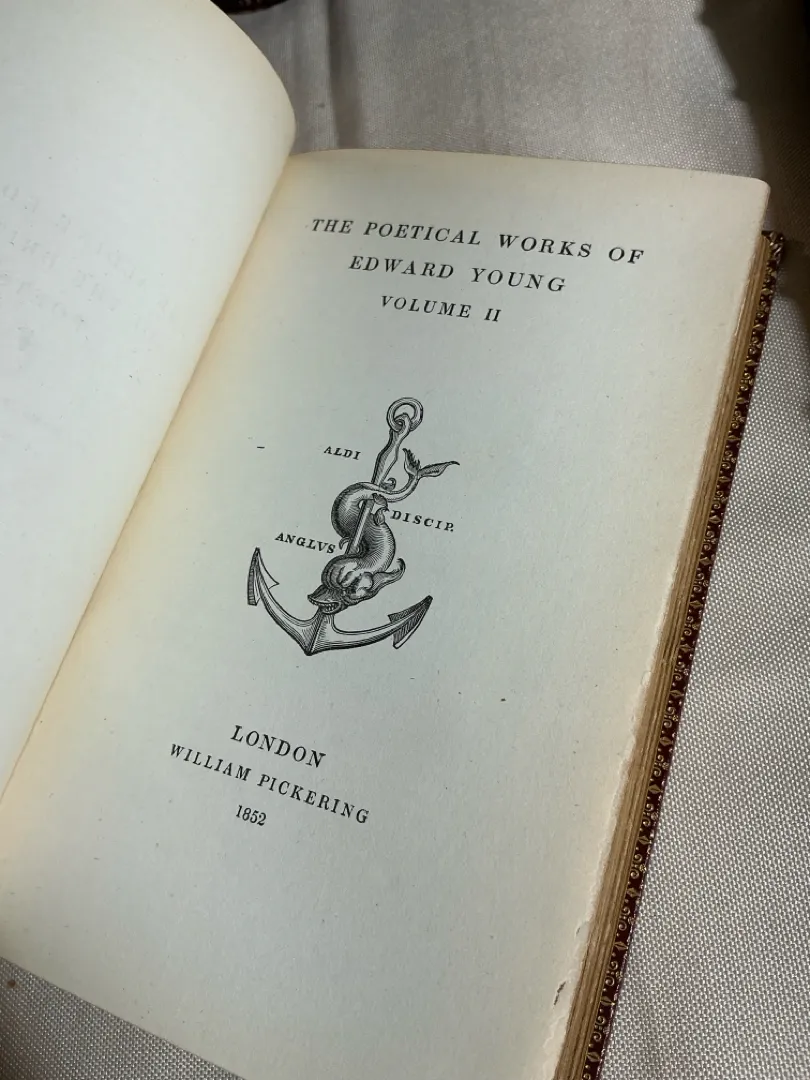 THE POETICAL WORKS OF
EDWARD YOUNG
VOLUME II
ALDI
DISCIP.
ANGLVS
LONDON
WILLIAM PICKERING
1852